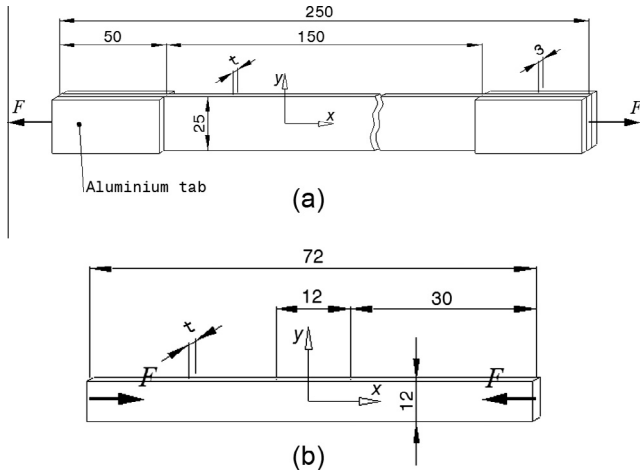 250
50 150
t 3
y
F 25 x F
Aluminium tab
(a)
72
12 30
t y
F x 12 F
(b)